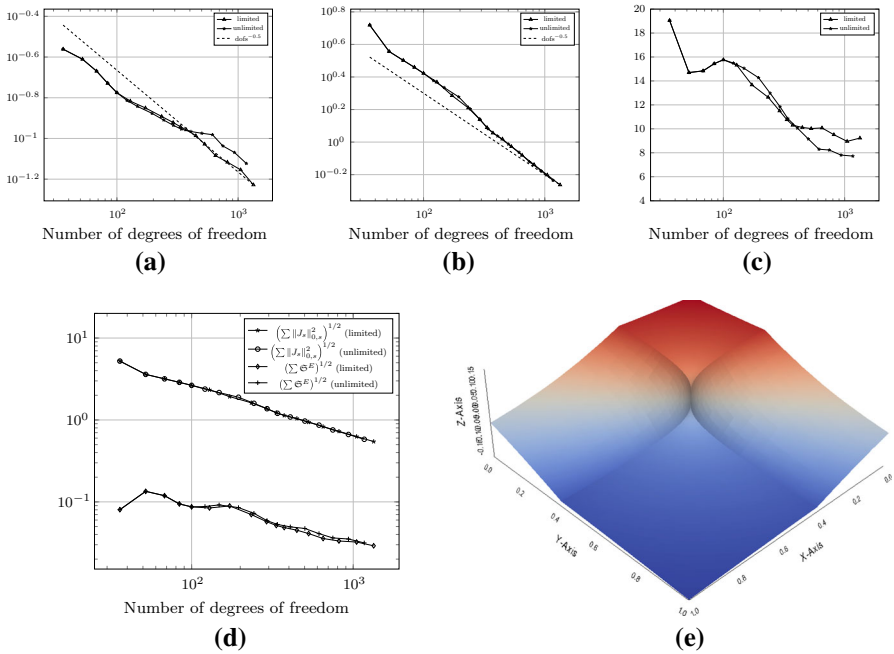 10^{−0.4}
10^{−0.6}
10^{−0.8}
10^{−1}
10^{−1.2}
limited
unlimited
dofs^{−0.5}
10^2
10^3
Number of degrees of freedom
(a)
10^{0.8}
10^{0.6}
10^{0.4}
10^{0.2}
10^0
10^{−0.2}
limited
unlimited
dofs^{−0.5}
10^2
10^3
Number of degrees of freedom
(b)
20
18
16
14
12
10
8
6
4
limited
unlimited
10^2
10^3
Number of degrees of freedom
(c)
10^1
10^0
10^{−1}
(∑ ‖J_s‖²_{0,s})^{1/2} (limited)
(∑ ‖J_s‖²_{0,s})^{1/2} (unlimited)
(∑ 𝔖^E)^{1/2} (limited)
(∑ 𝔖^E)^{1/2} (unlimited)
10^2
10^3
Number of degrees of freedom
(d)
Z-Axis
0.0
0.2
0.4
0.6
0.8
1.0
Y-Axis
0.0
0.2
0.4
0.6
0.8
1.0
X-Axis
(e)